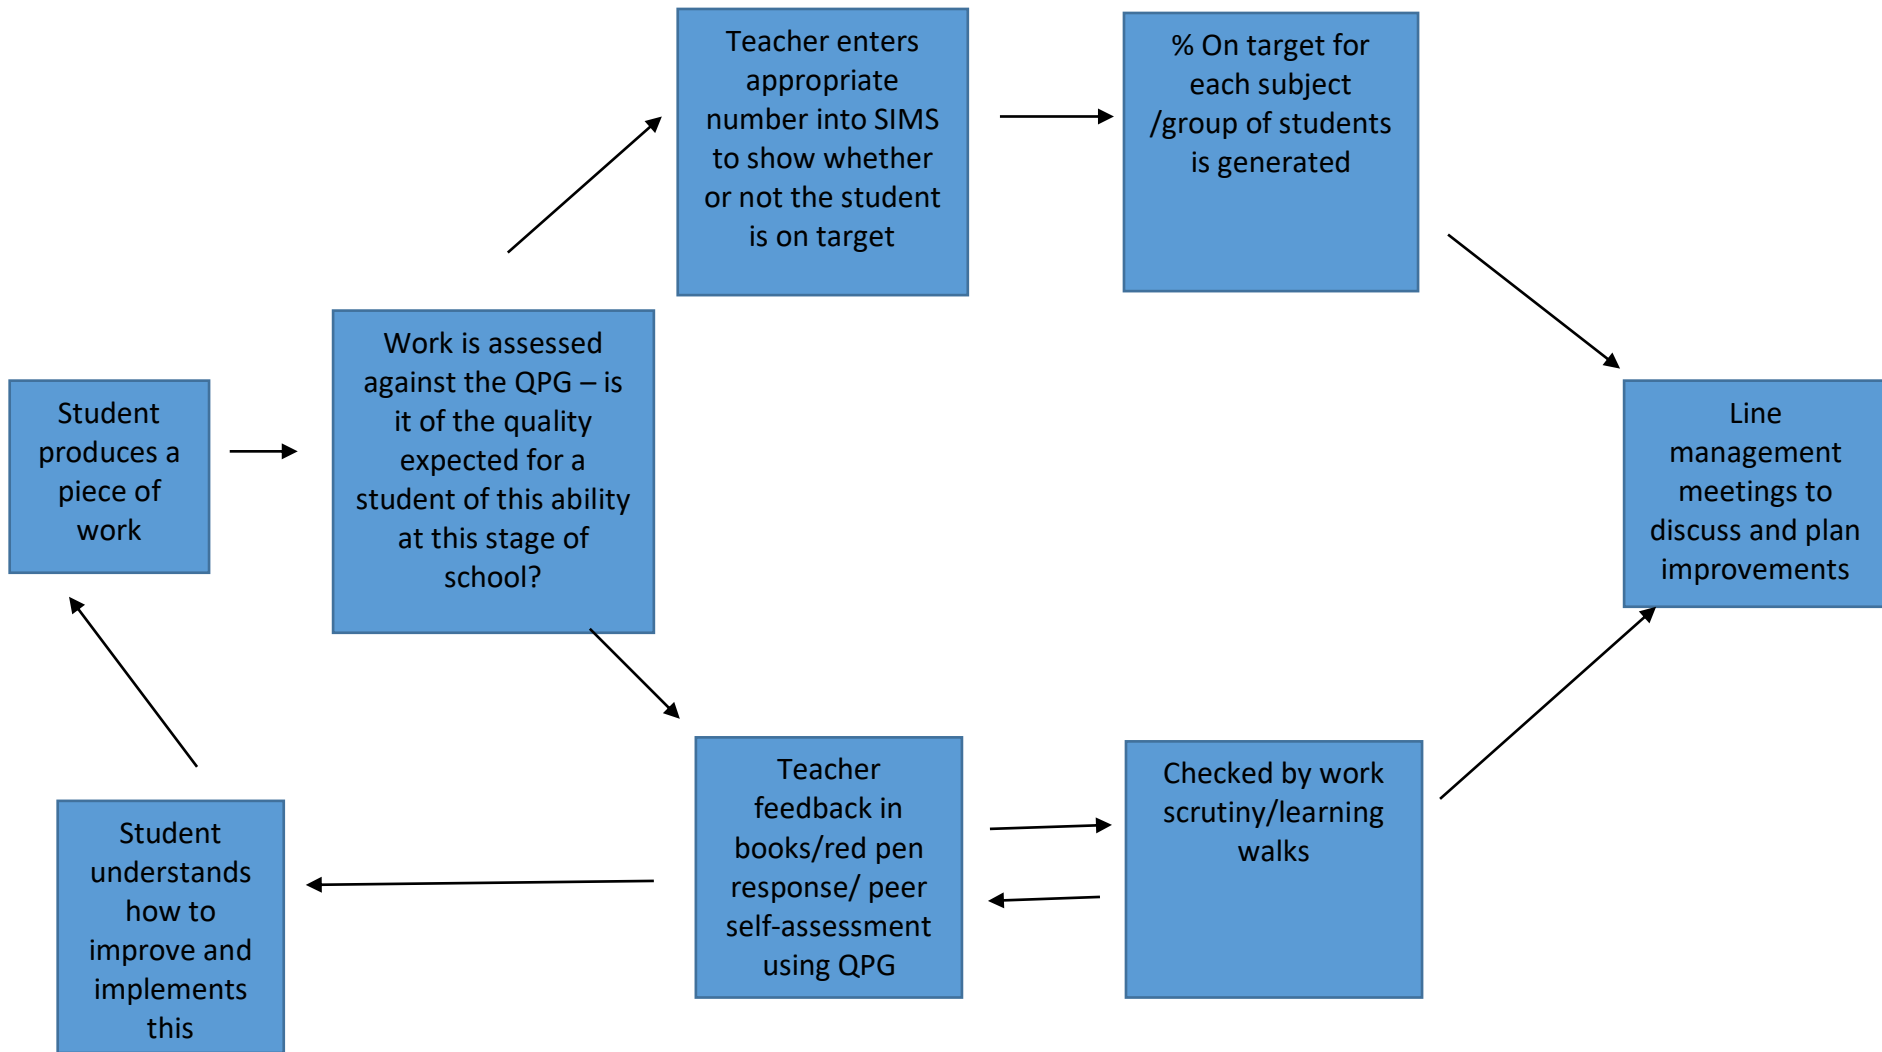 Student
produces a
piece of
work
Work is assessed
against the QPG – is
it of the quality
expected for a
student of this ability
at this stage of
school?
Teacher enters
appropriate
number into SIMS
to show whether
or not the student
is on target
% On target for
each subject
/group of students
is generated
Line
management
meetings to
discuss and plan
improvements
Teacher
feedback in
books/red pen
response/ peer
self-assessment
using QPG
Checked by work
scrutiny/learning
walks
Student
understands
how to
improve and
implements
this